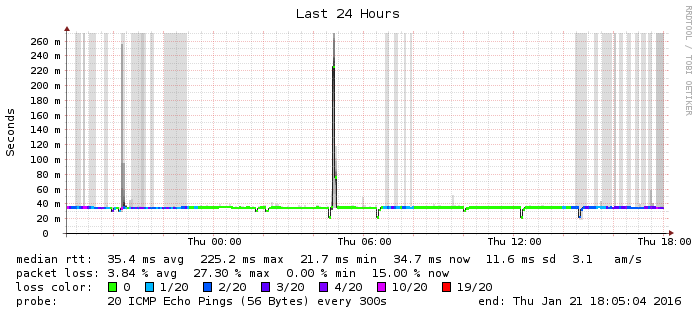 Last 24 Hours
RRDTOOL / TOBI OETIKER
Seconds
260 m
240 m
220 m
200 m
180 m
160 m
140 m
120 m
100 m
80 m
60 m
40 m
20 m
0
Thu 00:00 Thu 06:00 Thu 12:00 Thu 18:00
median rtt: 35.4 ms avg 225.2 ms max 21.7 ms min 34.7 ms now 11.6 ms sd 3.1 am/s
packet loss: 3.84 % avg 27.30 % max 0.00 % min 15.00 % now
loss color: 0 1/20 2/20 3/20 4/20 10/20 19/20
probe: 20 ICMP Echo Pings (56 Bytes) every 300s end: Thu Jan 21 18:05:04 2016